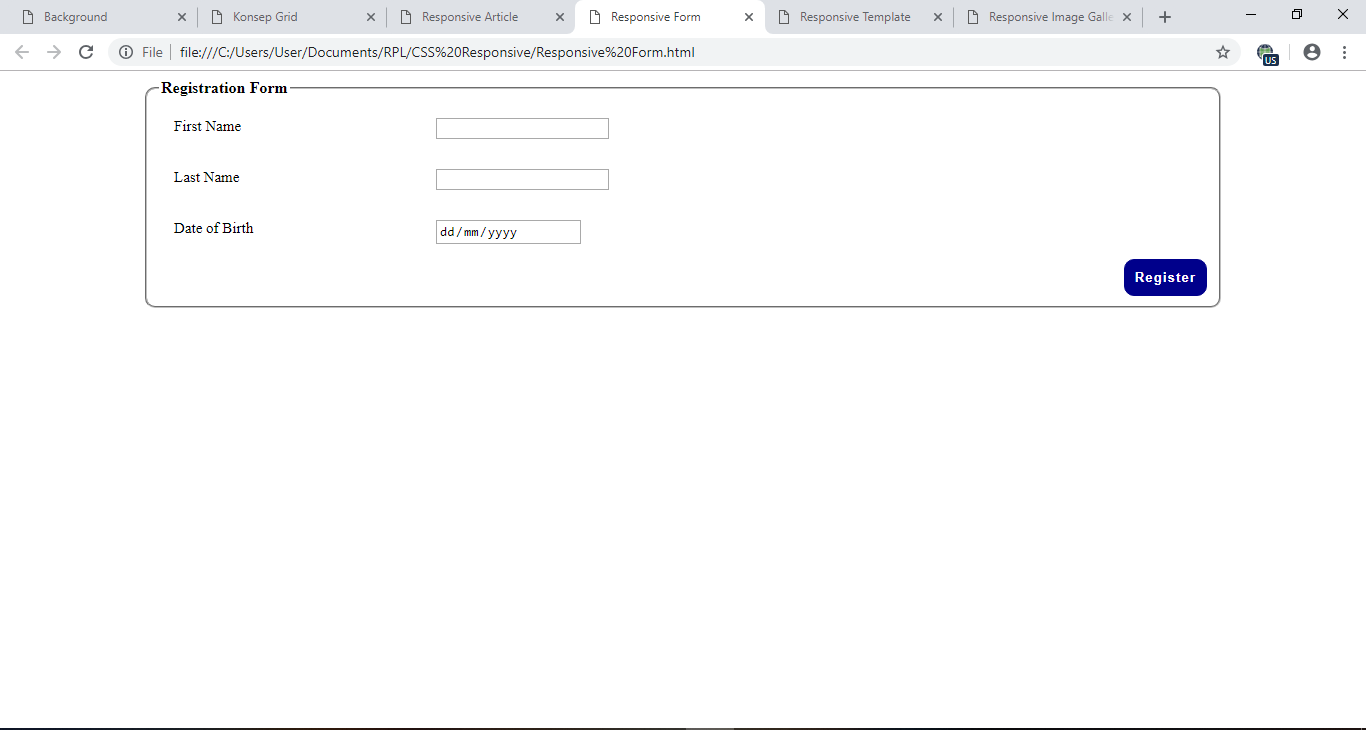 Background
Konsep Grid
Responsive Article
Responsive Form
Responsive Template
Responsive Image Galle
File
file:///C:/Users/User/Documents/RPL/CSS%20Responsive/Responsive%20Form.html
US
Registration Form
First Name
Last Name
Date of Birth
dd/mm/yyyy
Register